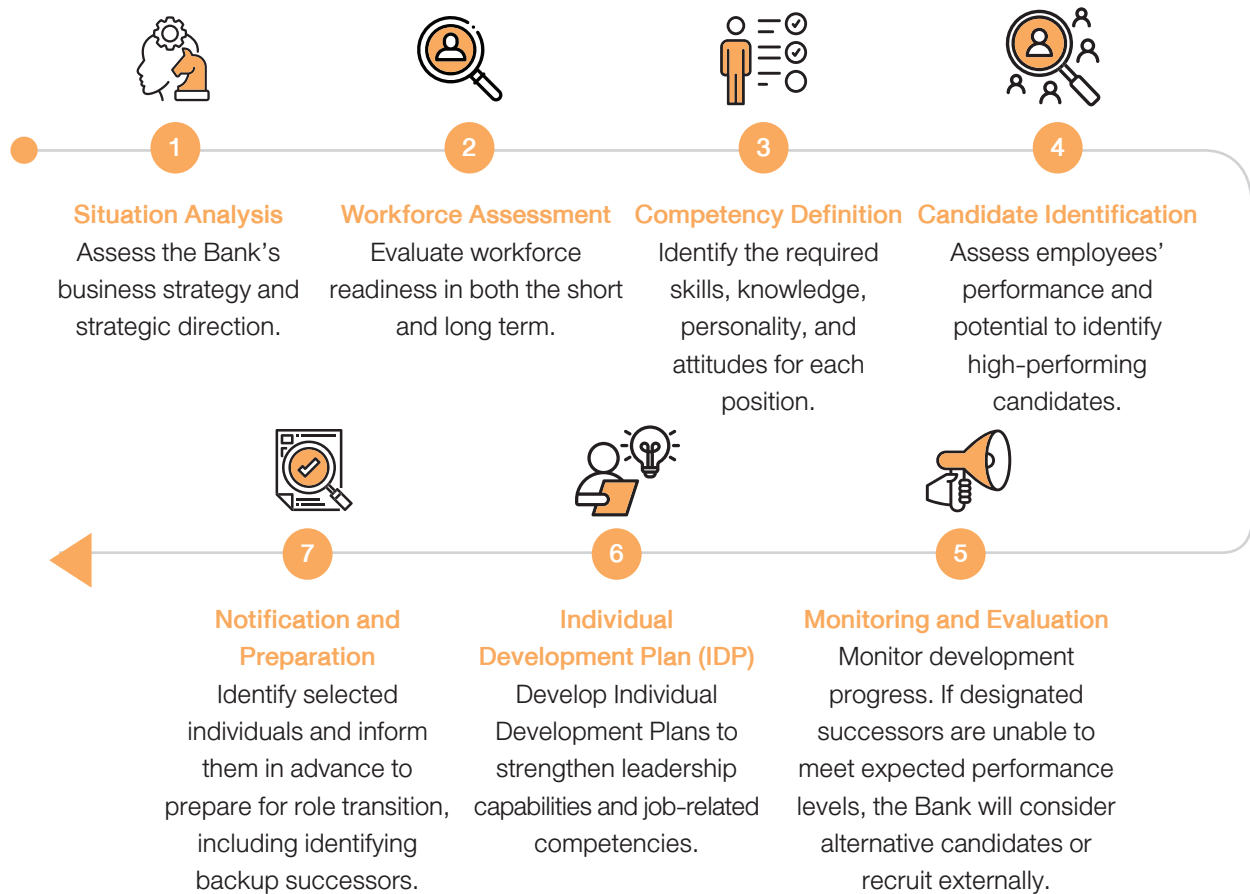 1
Situation Analysis
Assess the Bank's
business strategy and
strategic direction.
2
Workforce Assessment
Evaluate workforce
readiness in both the short
and long term.
3
Competency Definition
Identify the required
skills, knowledge,
personality, and
attitudes for each
position.
4
Candidate Identification
Assess employees'
performance and
potential to identify
high-performing
candidates.
5
Monitoring and Evaluation
Monitor development
progress. If designated
successors are unable to
meet expected performance
levels, the Bank will consider
alternative candidates or
recruit externally.
6
Individual
Development Plan (IDP)
Develop Individual
Development Plans to
strengthen leadership
capabilities and job-related
competencies.
7
Notification and
Preparation
Identify selected
individuals and inform
them in advance to
prepare for role transition,
including identifying
backup successors.